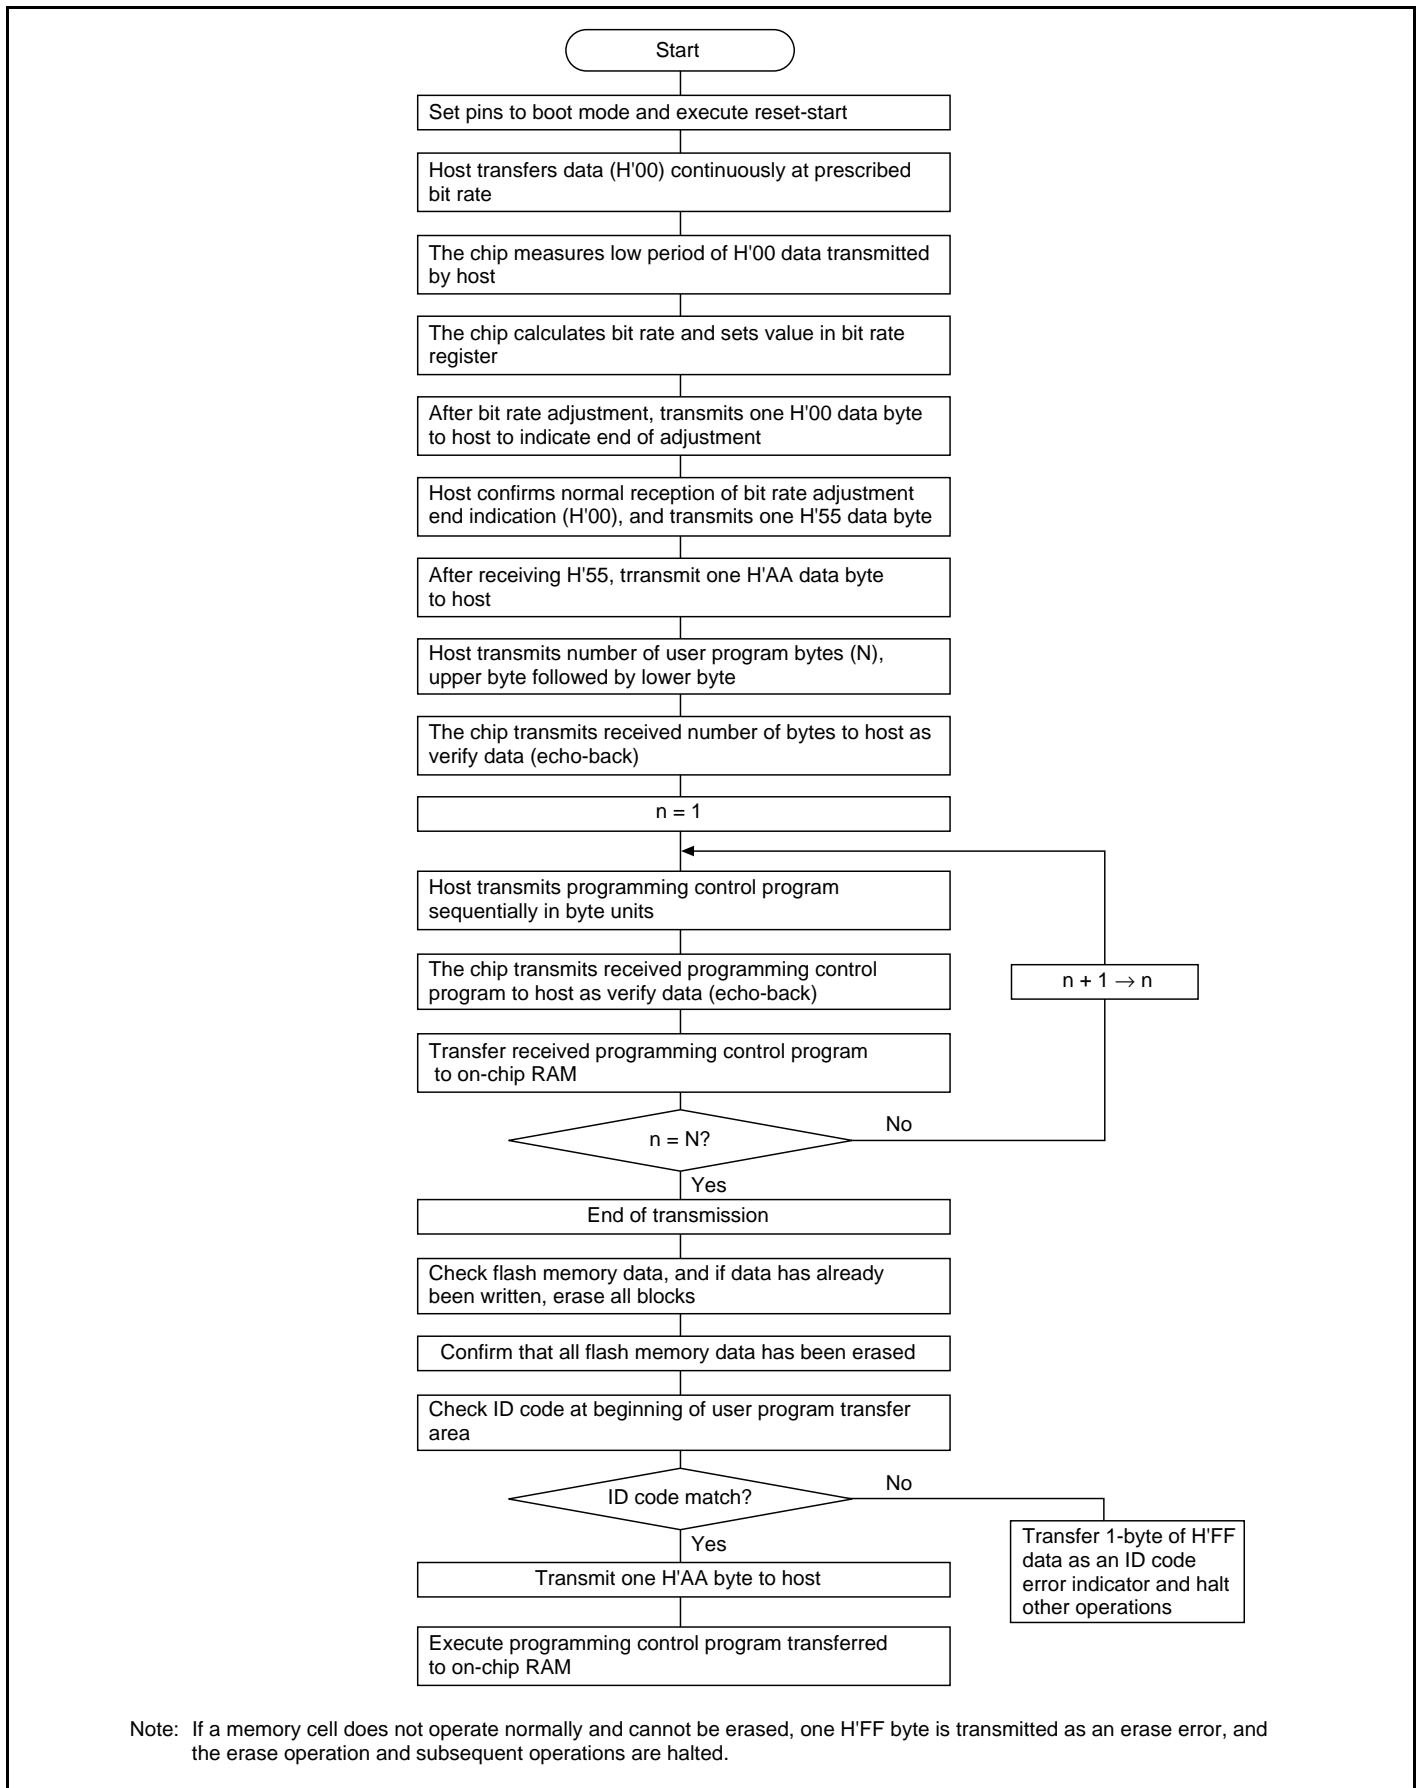 Start
Set pins to boot mode and execute reset-start
Host transfers data (H'00) continuously at prescribed
bit rate
The chip measures low period of H'00 data transmitted
by host
The chip calculates bit rate and sets value in bit rate
register
After bit rate adjustment, transmits one H'00 data byte
to host to indicate end of adjustment
Host confirms normal reception of bit rate adjustment
end indication (H'00), and transmits one H'55 data byte
After receiving H'55, trransmit one H'AA data byte
to host
Host transmits number of user program bytes (N),
upper byte followed by lower byte
The chip transmits received number of bytes to host as
verify data (echo-back)
n = 1
Host transmits programming control program
sequentially in byte units
The chip transmits received programming control
program to host as verify data (echo-back)
n + 1 → n
Transfer received programming control program
to on-chip RAM
n = N?
No
Yes
End of transmission
Check flash memory data, and if data has already
been written, erase all blocks
Confirm that all flash memory data has been erased
Check ID code at beginning of user program transfer
area
ID code match?
No
Transfer 1-byte of H'FF
data as an ID code
error indicator and halt
other operations
Yes
Transmit one H'AA byte to host
Execute programming control program transferred
to on-chip RAM
Note: If a memory cell does not operate normally and cannot be erased, one H'FF byte is transmitted as an erase error, and
the erase operation and subsequent operations are halted.